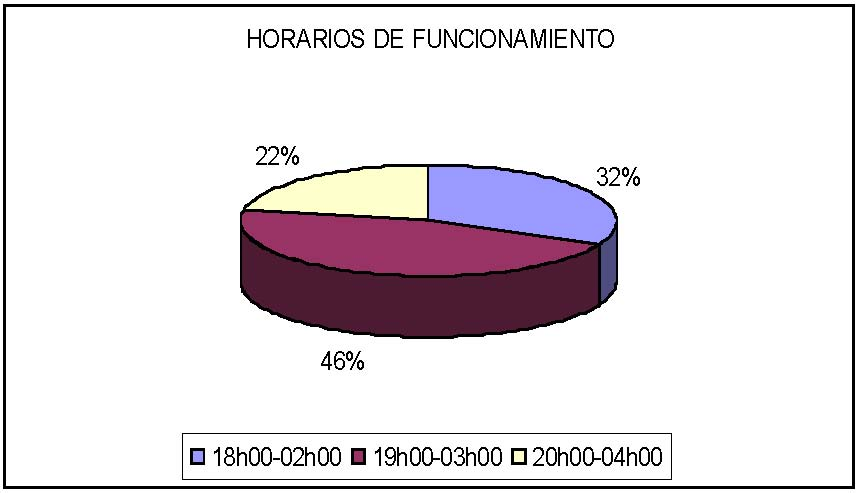 HORARIOS DE FUNCIONAMIENTO
22%
32%
46%
18h00-02h00 19h00-03h00 20h00-04h00